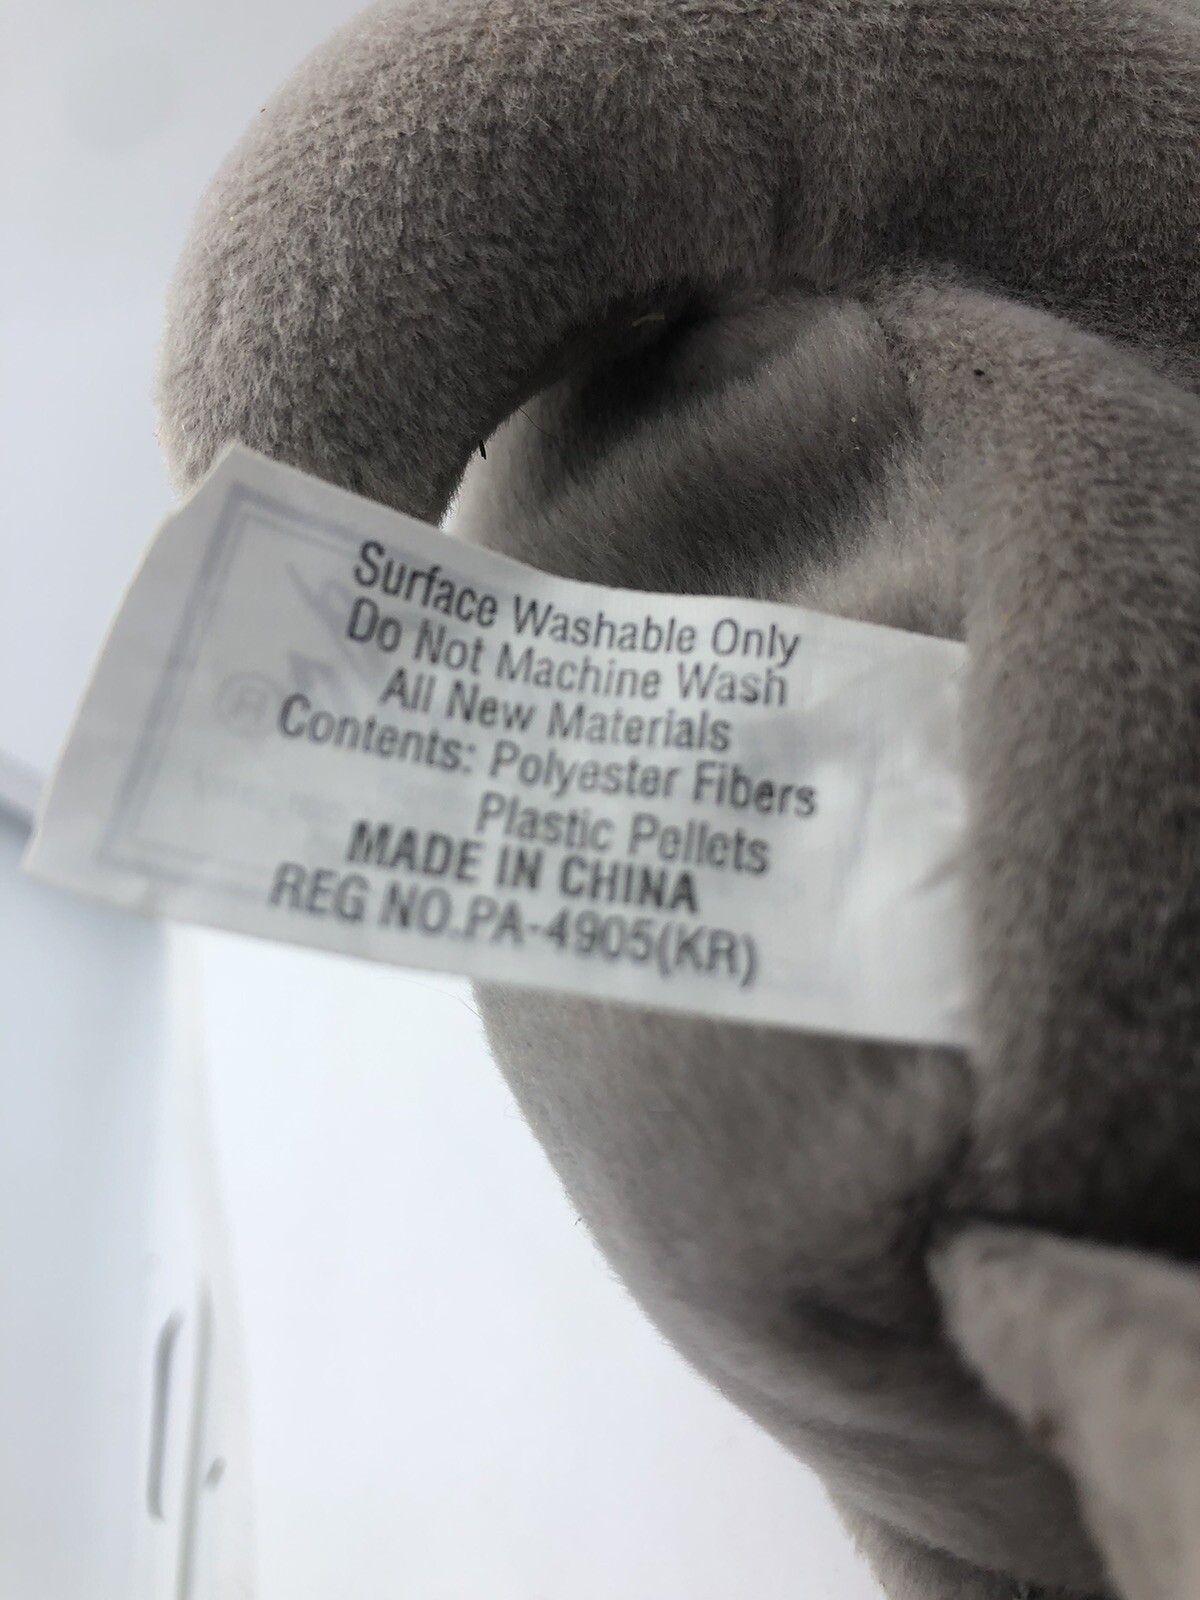 Surface Washable Only
Do Not Machine Wash
All New Materials
Contents: Polyester Fibers
Plastic Pellets
MADE IN CHINA
REG NO.PA-4905(KR)